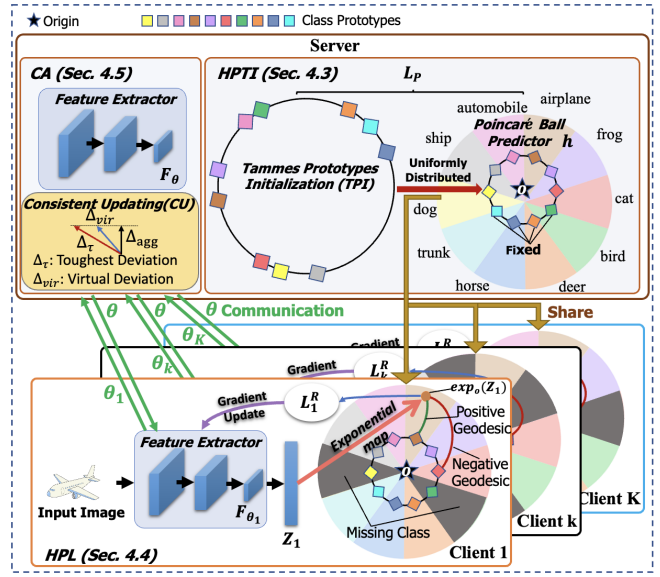 Origin
Class Prototypes
Server
CA (Sec. 4.5)
Feature Extractor
F_θ
Consistent Updating(CU)
Δ_vir
Δ_τ
Δ_agg
Δ_τ: Toughest Deviation
Δ_vir: Virtual Deviation
HPTI (Sec. 4.3)
L_P
Tammes Prototypes
Initialization (TPI)
Uniformly
Distributed
automobile
airplane
Poincaré Ball
Predictor h
ship
frog
dog
cat
O
Fixed
trunk
bird
horse
deer
θ
θ
θ Communication
θ_1
θ_k
θ_K
Share
Gradient
Gradient
L_k^R
Gradient
Update
L_1^R
Exponential
map
exp_o(Z_1)
Positive
Geodesic
Negative
Geodesic
Feature Extractor
Input Image
F_θ_1
Z_1
O
Missing Class
HPL (Sec. 4.4)
Client 1
Client k
Client K